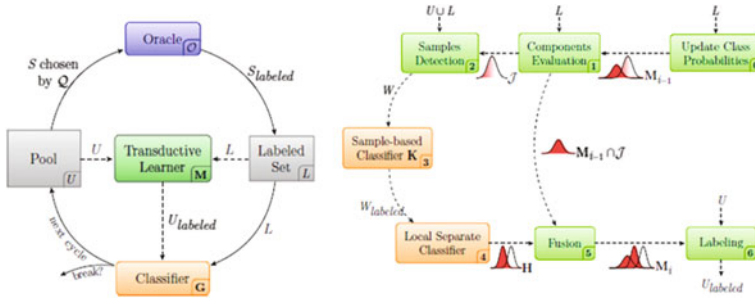 Oracle
O
S chosen
by Q
S_labeled
Pool
U
U
Transductive
Learner
M
L
Labeled
Set
L
U_labeled
L
next cycle
break?
Classifier
G
U ∪ L
L
L
Samples
Detection
2
J
Components
Evaluation
1
M_{i-1}
Update Class
Probabilities
W
Sample-based
Classifier K
3
M_{i-1} ∩ J
W_labeled
U
Local Separate
Classifier
4
H
Fusion
5
M_i
Labeling
6
U_labeled